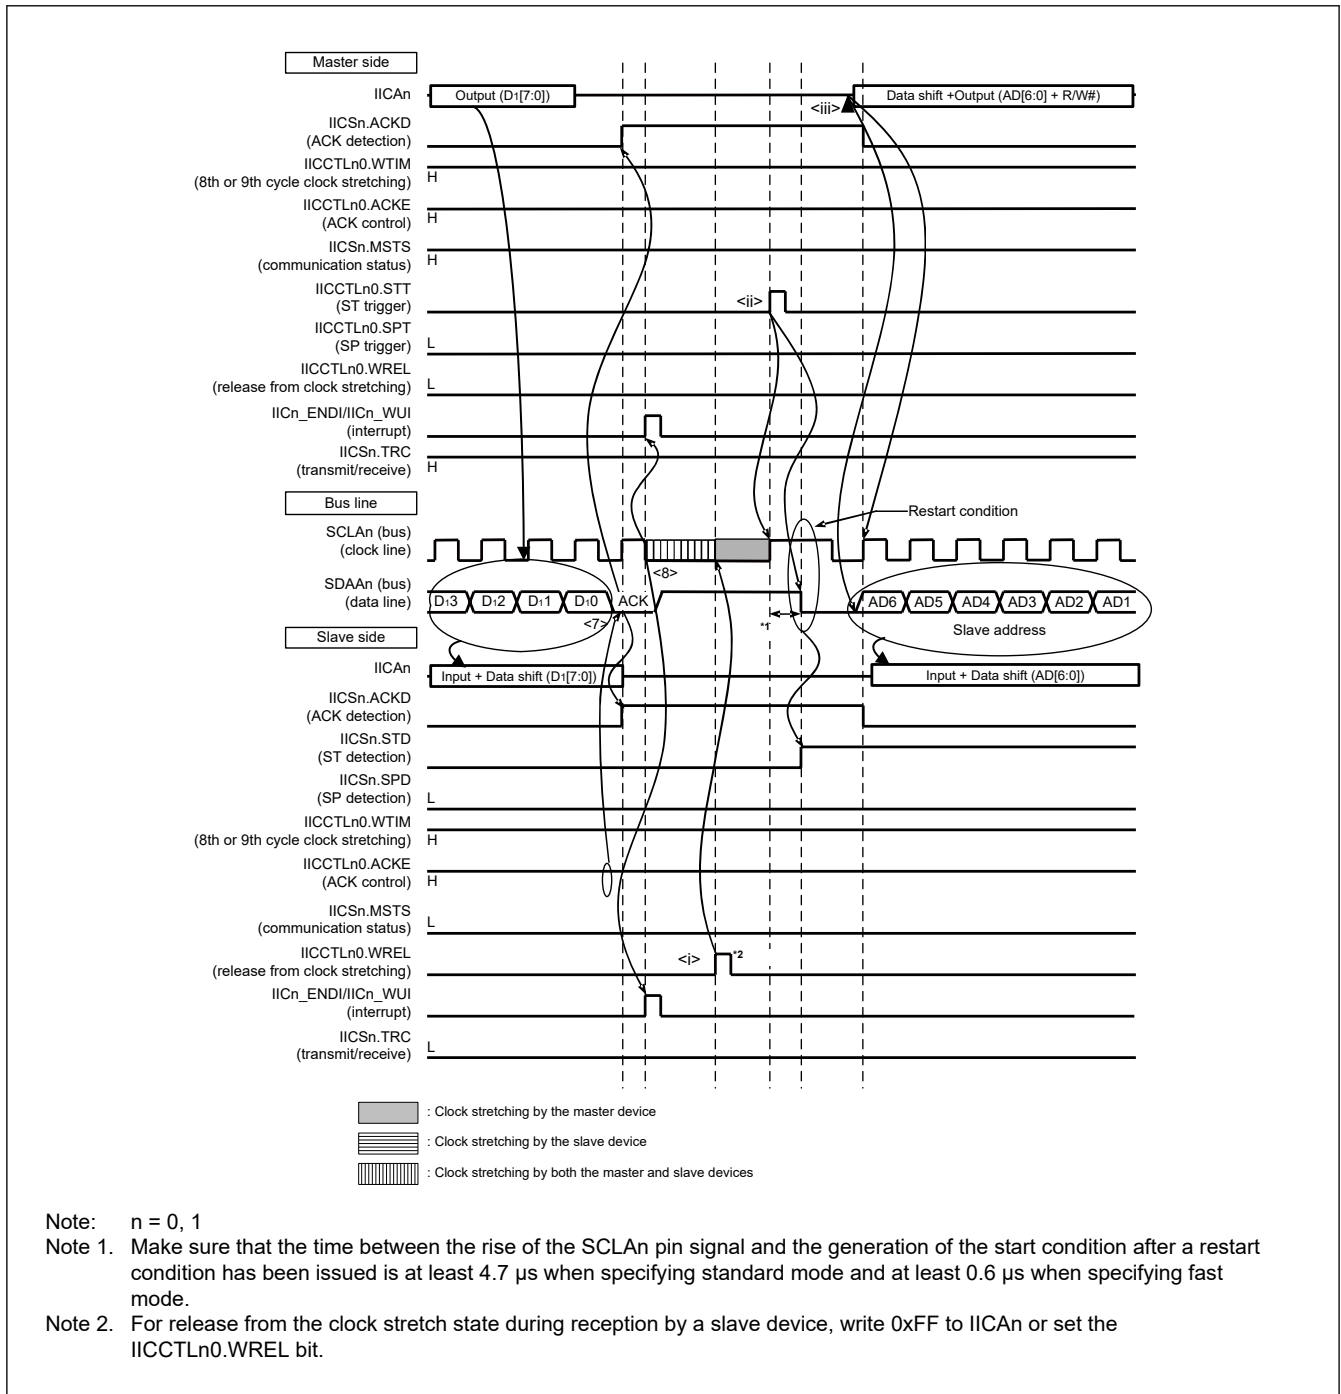 Master side
IICAn
Output (D1[7:0])
Data shift +Output (AD[6:0] + R/W#)
<iii>
IICSn.ACKD
(ACK detection)
IICCTLn0.WTIM
(8th or 9th cycle clock stretching)
H
IICCTLn0.ACKE
(ACK control)
H
IICSn.MSTS
(communication status)
H
IICCTLn0.STT
(ST trigger)
<ii>
IICCTLn0.SPT
(SP trigger)
L
IICCTLn0.WREL
(release from clock stretching)
L
IICn_ENDI/IICn_WUI
(interrupt)
IICSn.TRC
(transmit/receive)
H
Bus line
Restart condition
SCLAn (bus)
(clock line)
<8>
SDAAn (bus)
(data line)
D13 D12 D11 D10 ACK AD6 AD5 AD4 AD3 AD2 AD1
<7>
*1
Slave address
Slave side
IICAn
Input + Data shift (D1[7:0])
Input + Data shift (AD[6:0])
IICSn.ACKD
(ACK detection)
IICSn.STD
(ST detection)
IICSn.SPD
(SP detection)
L
IICCTLn0.WTIM
(8th or 9th cycle clock stretching)
H
IICCTLn0.ACKE
(ACK control)
H
IICSn.MSTS
(communication status)
L
IICCTLn0.WREL
(release from clock stretching)
<i>
*2
IICn_ENDI/IICn_WUI
(interrupt)
IICSn.TRC
(transmit/receive)
L
: Clock stretching by the master device
: Clock stretching by the slave device
: Clock stretching by both the master and slave devices
Note: n = 0, 1
Note 1. Make sure that the time between the rise of the SCLAn pin signal and the generation of the start condition after a restart
condition has been issued is at least 4.7 µs when specifying standard mode and at least 0.6 µs when specifying fast
mode.
Note 2. For release from the clock stretch state during reception by a slave device, write 0xFF to IICAn or set the
IICCTLn0.WREL bit.